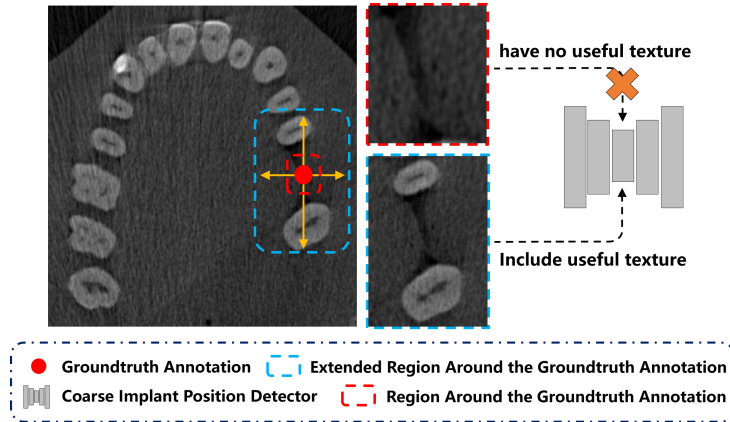 have no useful texture
Include useful texture
Groundtruth Annotation
Extended Region Around the Groundtruth Annotation
Coarse Implant Position Detector
Region Around the Groundtruth Annotation